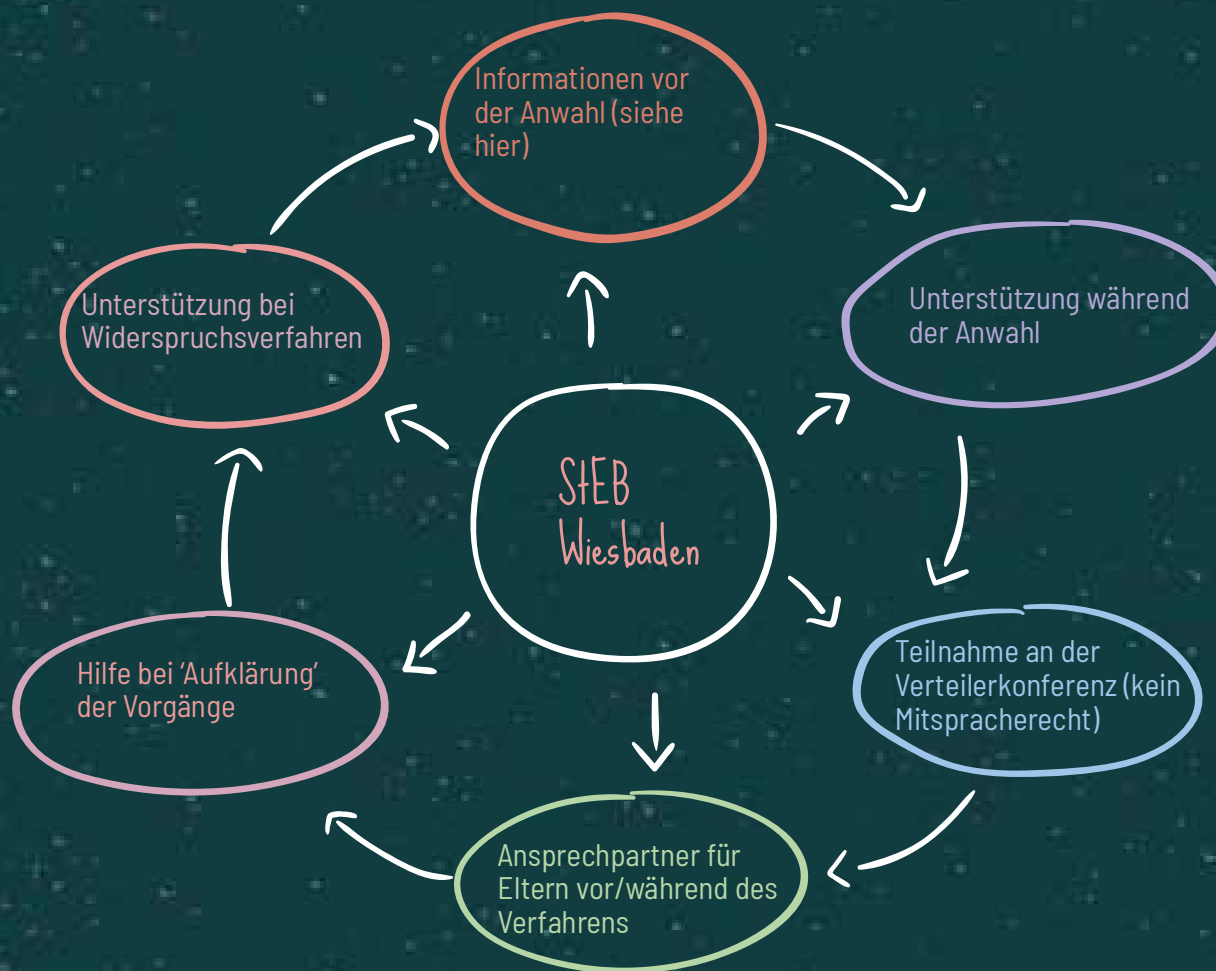 Informationen vor
der Anwahl (siehe
hier)
Unterstützung während
der Anwahl
Teilnahme an der
Verteilerkonferenz (kein
Mitspracherecht)
Ansprechpartner für
Eltern vor/während des
Verfahrens
Hilfe bei ‘Aufklärung’
der Vorgänge
Unterstützung bei
Widerspruchsverfahren
StEB
Wiesbaden